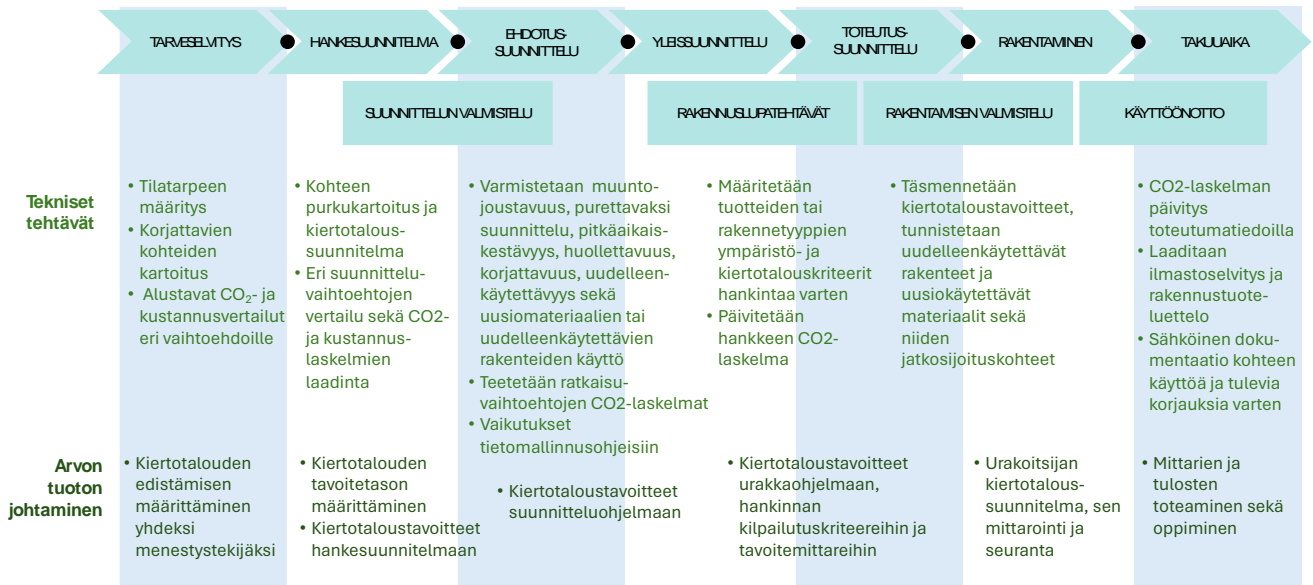 TARVESELVITYS
HANKESUUNNITELMA
EHDOTUS-
SUUNNITTELU
YLEISSUUNNITTELU
TOTEUTUS-
SUUNNITTELU
RAKENTAMINEN
TAKUUAIKA
SUUNNITTELUN VALMISTELU
RAKENNUSLUPATEHTÄVÄT
RAKENTAMISEN VALMISTELU
KÄYTTÖÖNOTTO
Tekniset
tehtävät
• Tilatarpeen
määritys
• Korjattavien
kohteiden
kartoitus
• Alustavat CO₂- ja
kustannusvertailut
eri vaihtoehdoille
• Kohteen
purkukartoitus ja
kiertotalous-
suunnitelma
• Eri suunnittelu-
vaihtoehtojen
vertailu sekä CO2-
ja kustannus-
laskelmien
laadinta
• Varmistetaan muunto-
joustavuus, purettavaksi
suunnittelu, pitkäaikais-
kestävyys, huollettavuus,
korjattavuus, uudelleen-
käytettävyys sekä
uusiomateriaalien tai
uudelleenkäytettävien
rakenteiden käyttö
• Teetetään ratkaisu-
vaihtoehtojen CO2-laskelmat
• Vaikutukset
tietomallinnusohjeisiin
• Määritetään
tuotteiden tai
rakennetyyppien
ympäristö- ja
kiertotalouskriteerit
hankintaa varten
• Päivitetään
hankkeen CO2-
laskelma
• Täsmennetään
kiertotaloustavoitteet,
tunnistetaan
uudelleenkäytettävät
rakenteet ja
uusiokäytettävät
materiaalit sekä
niiden
jatkosijoituskohteet
• CO2-laskelman
päivitys
toteutumatiedoilla
• Laaditaan
ilmastoselvitys ja
rakennustuote-
luettelo
• Sähköinen doku-
mentaatio kohteen
käyttöä ja tulevia
korjauksia varten
Arvon
tuoton
johtaminen
• Kiertotalouden
edistämisen
määrittäminen
yhdeksi
menestystekijäksi
• Kiertotalouden
tavoitetason
määrittäminen
• Kiertotaloustavoitteet
hankesuunnitelmaan
• Kiertotaloustavoitteet
suunnitteluohjelmaan
• Kiertotaloustavoitteet
urakkaohjelmaan,
hankinnan
kilpailutuskriteereihin ja
tavoitemittareihin
• Urakoitsijan
kiertotalous-
suunnitelma, sen
mittarointi ja
seuranta
• Mittarien ja
tulosten
toteaminen sekä
oppiminen